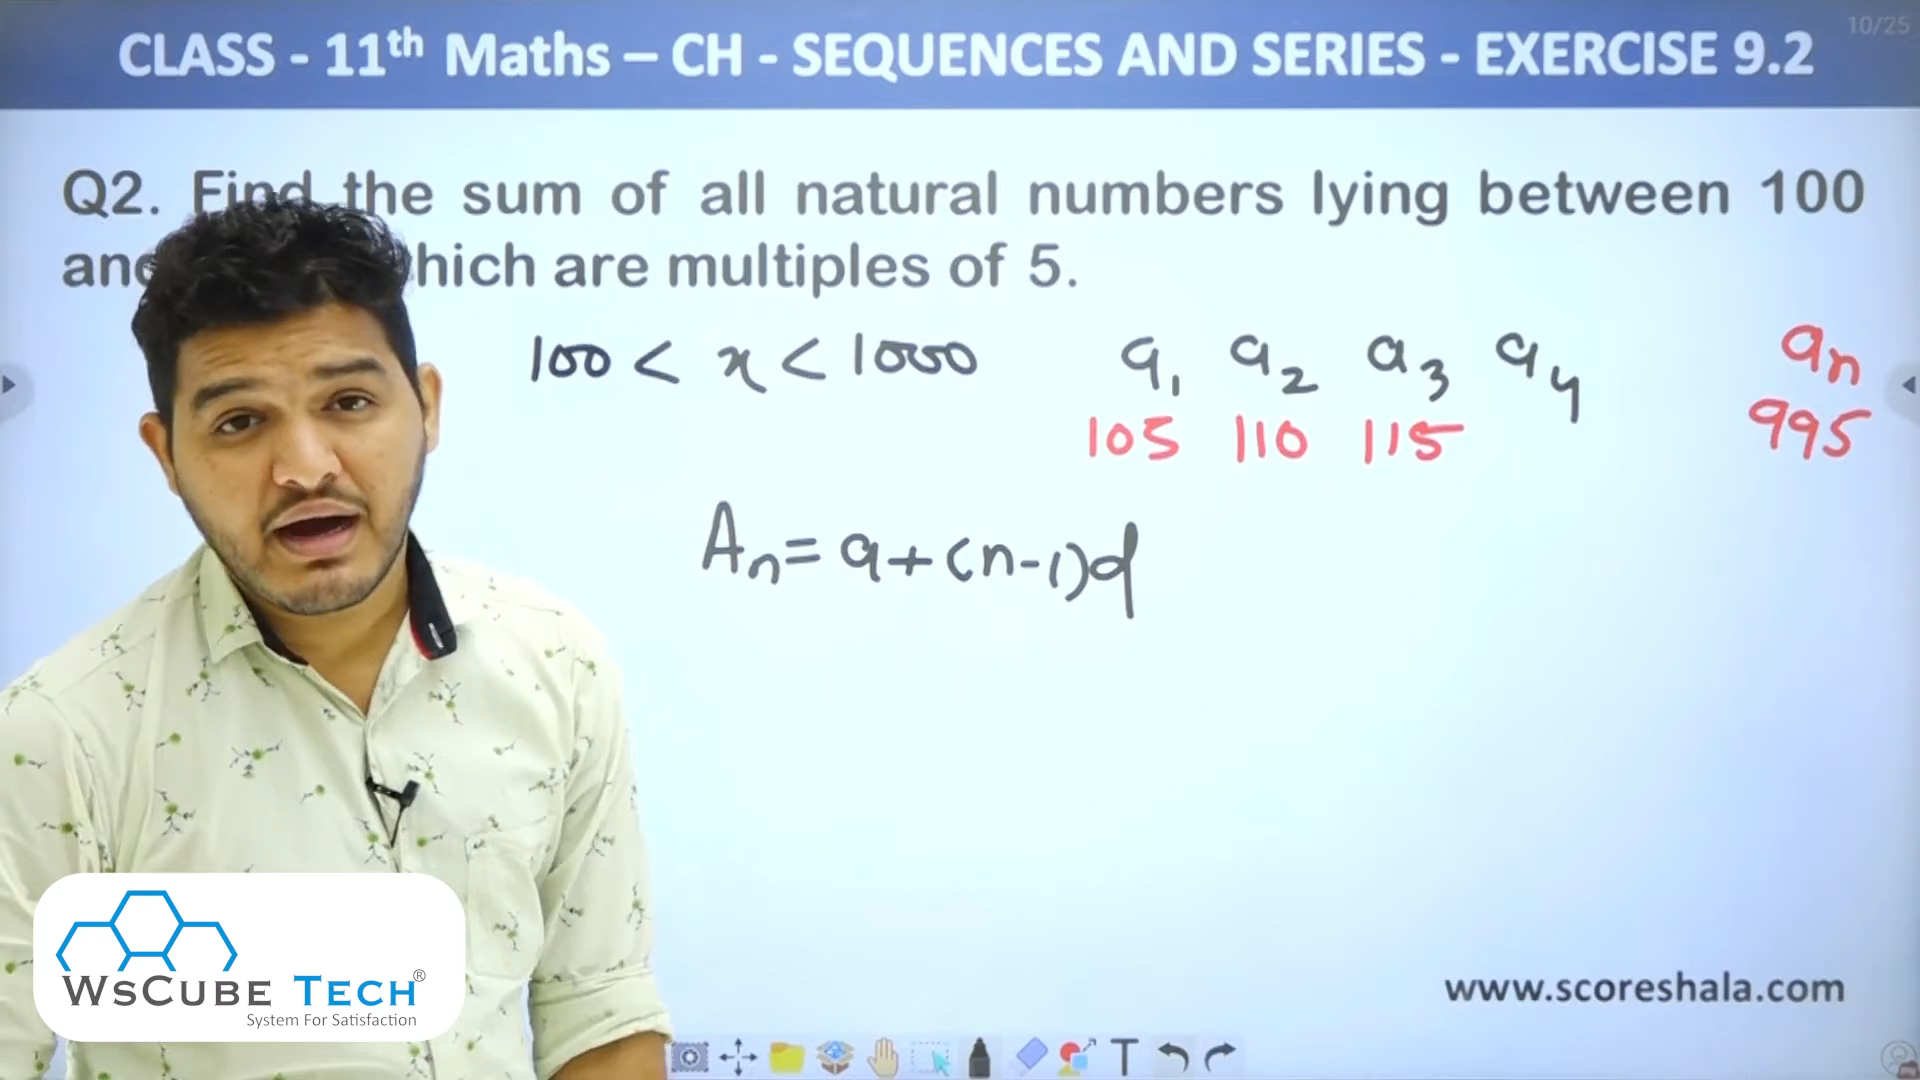 10/25
CLASS - 11th Maths – CH - SEQUENCES AND SERIES - EXERCISE 9.2
Q2. Find the sum of all natural numbers lying between 100
and hich are multiples of 5.
100 < x < 1000
a1 a2 a3 a4 an
105 110 115 995
An = a + (n-1)d
WsCube Tech®
System For Satisfaction
www.scoreshala.com
T